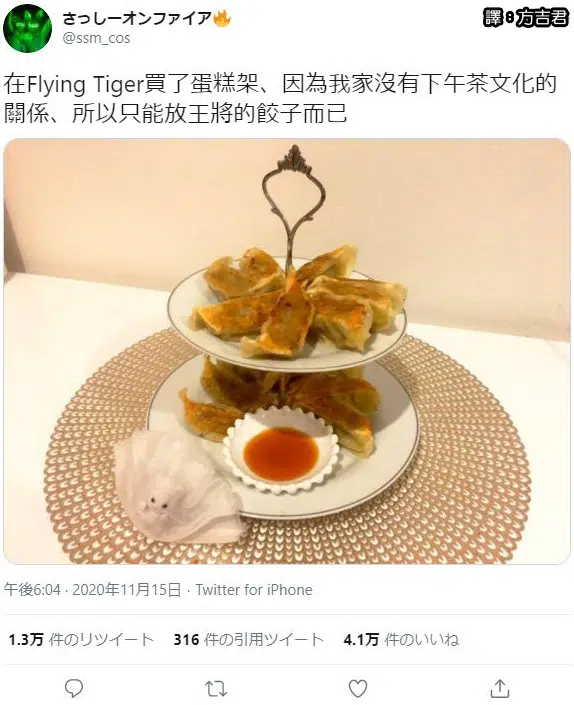 さっしーオンファイア🔥
@ssm_cos
譯●方吉君
在Flying Tiger買了蛋糕架、因為我家沒有下午茶文化的
關係、所以只能放王將的餃子而已
午後6:04 · 2020年11月15日 · Twitter for iPhone
1.3万 件のリツイート 316 件の引用ツイート 4.1万 件のいいね